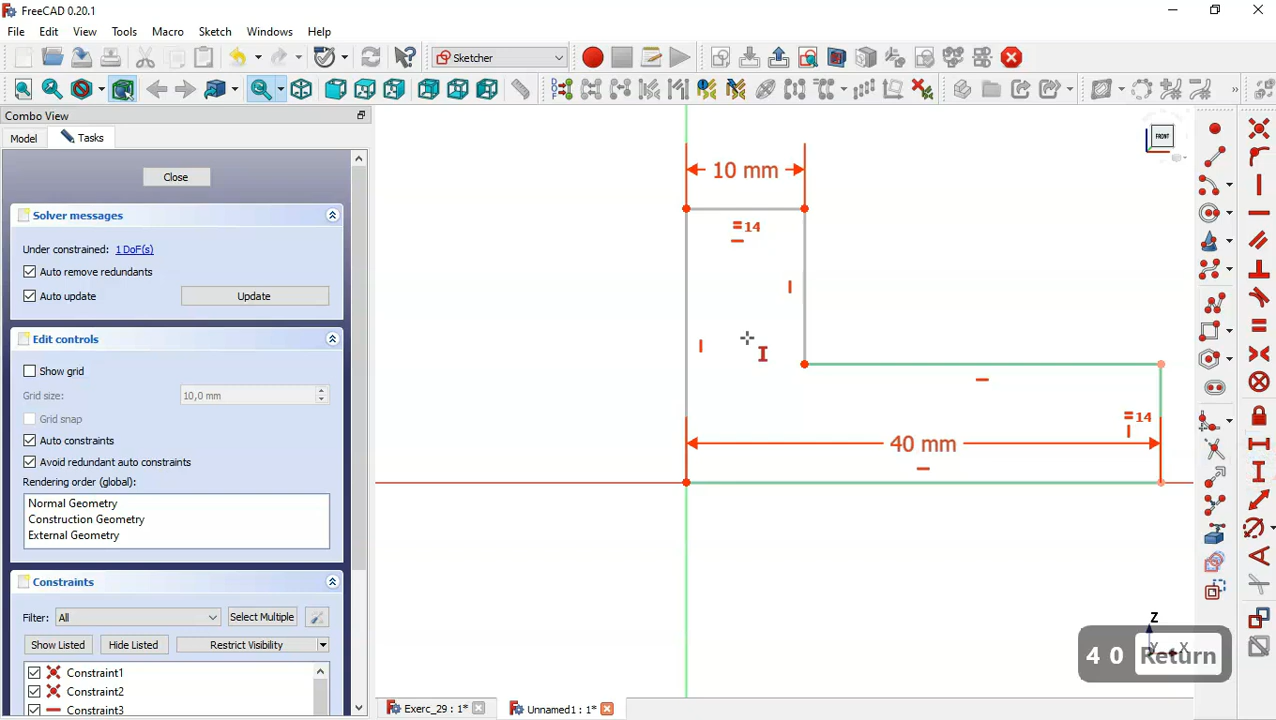 FreeCAD 0.20.1
File Edit View Tools Macro Sketch Windows Help
Sketcher
Combo View
Model Tasks
Close
Solver messages
Under constrained: 1 DoF(s)
Auto remove redundants
Auto update Update
Edit controls
Show grid
Grid size: 10,0 mm
Grid snap
Auto constraints
Avoid redundant auto constraints
Rendering order (global):
Normal Geometry
Construction Geometry
External Geometry
Constraints
Filter: All Select Multiple
Show Listed Hide Listed Restrict Visibility
Constraint1
Constraint2
Constraint3
FRONT
10 mm
=14
=14
40 mm
Z
Y X
4 0 Return
Exerc_29 : 1*
Unnamed1 : 1*